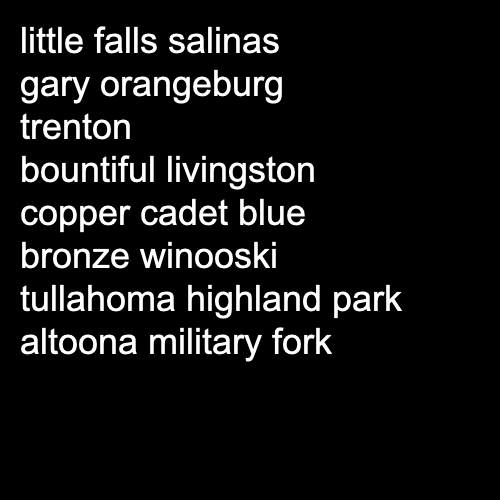 little falls salinas
gary orangeburg
trenton
bountiful livingston
copper cadet blue
bronze winooski
tullahoma highland park
altoona military fork